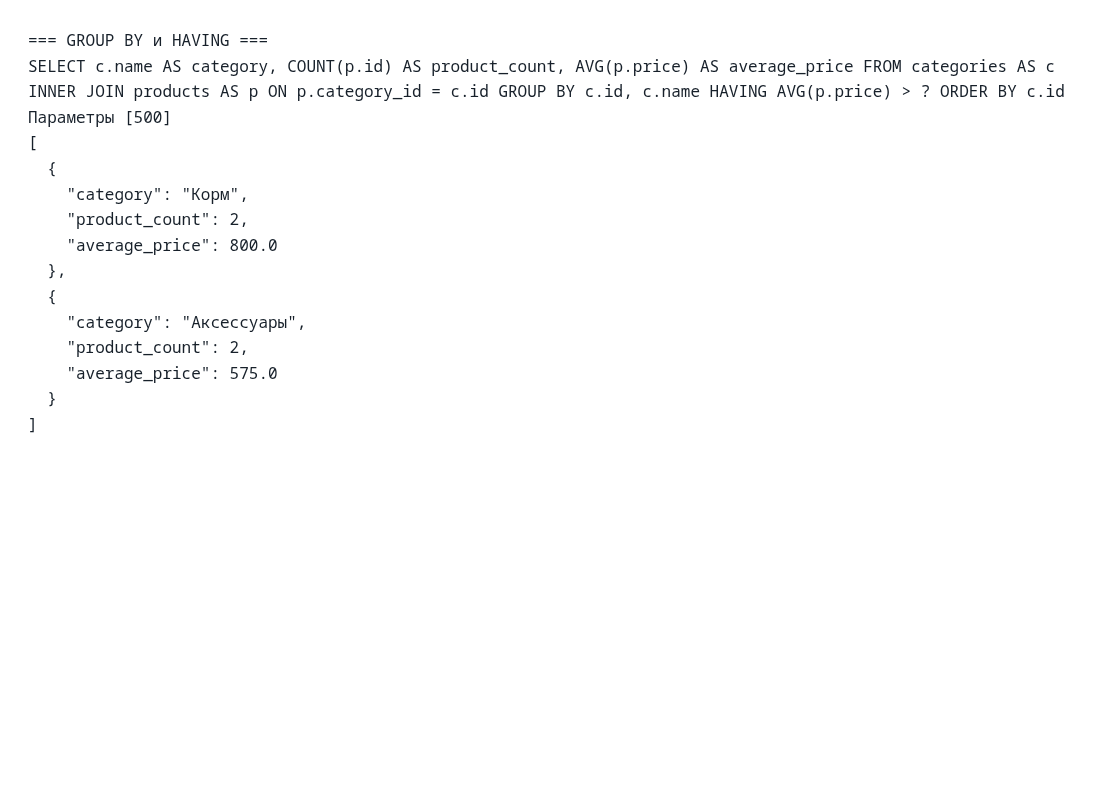 === GROUP BY и HAVING ===
SELECT c.name AS category, COUNT(p.id) AS product_count, AVG(p.price) AS average_price FROM categories AS c
INNER JOIN products AS p ON p.category_id = c.id GROUP BY c.id, c.name HAVING AVG(p.price) > ? ORDER BY c.id
Параметры [500]
[
  {
    "category": "Корм",
    "product_count": 2,
    "average_price": 800.0
  },
  {
    "category": "Аксессуары",
    "product_count": 2,
    "average_price": 575.0
  }
]